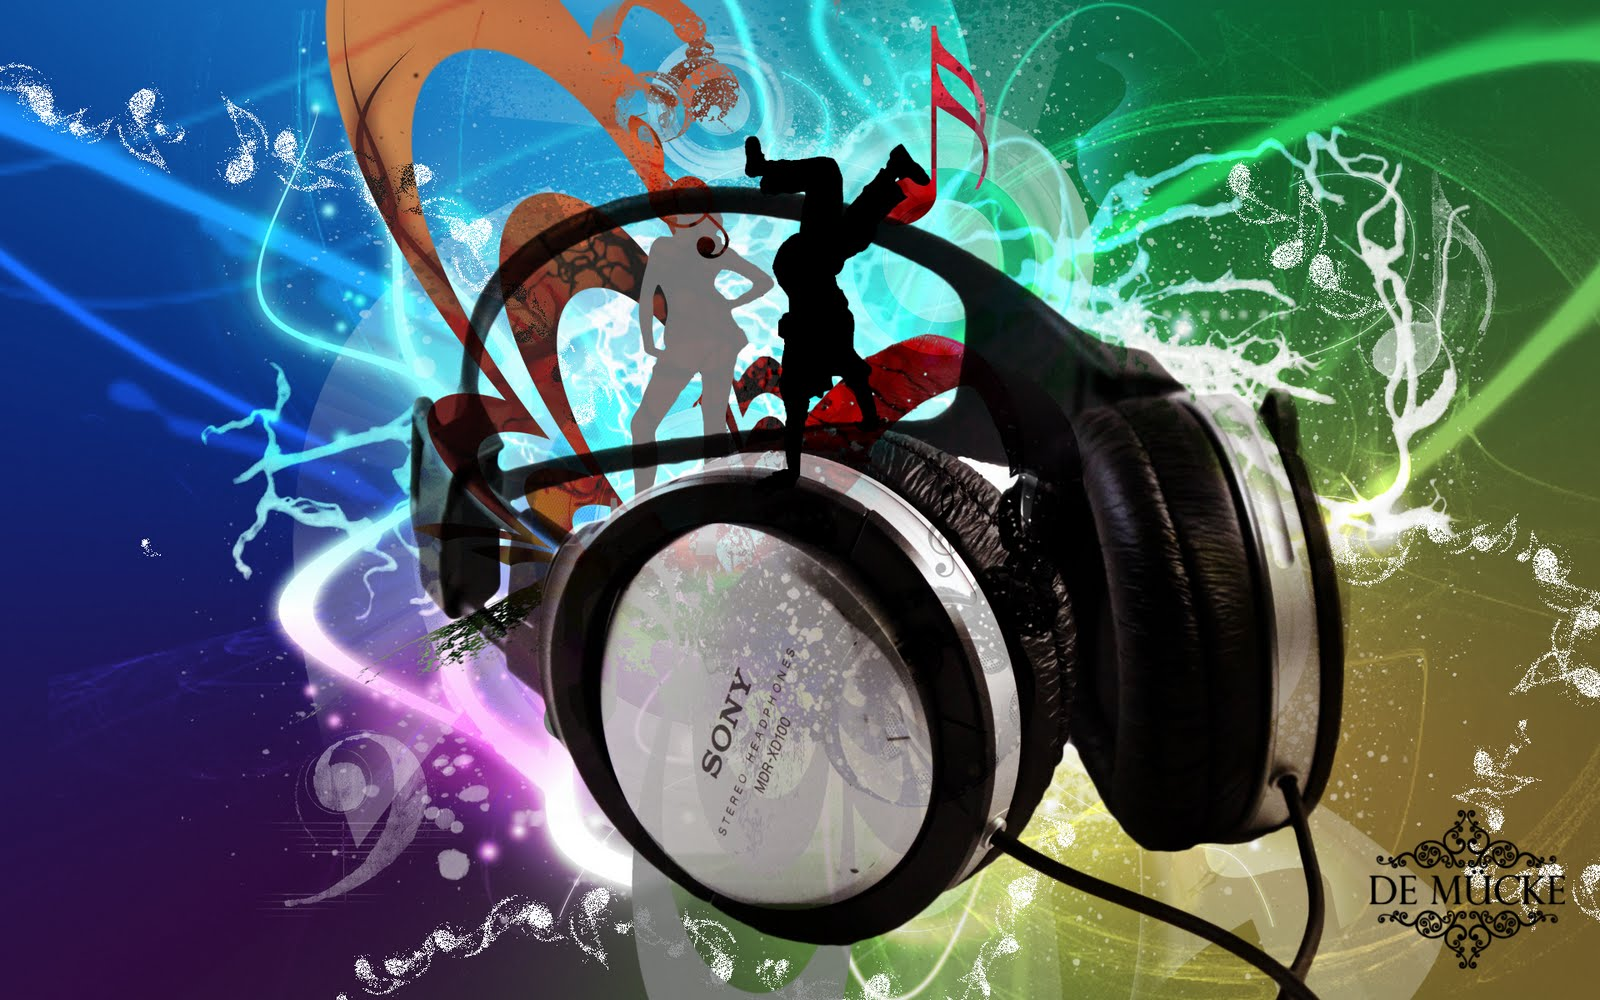 SONY
STEREO HEADPHONES
MDR-XD100
DE MÜCKE